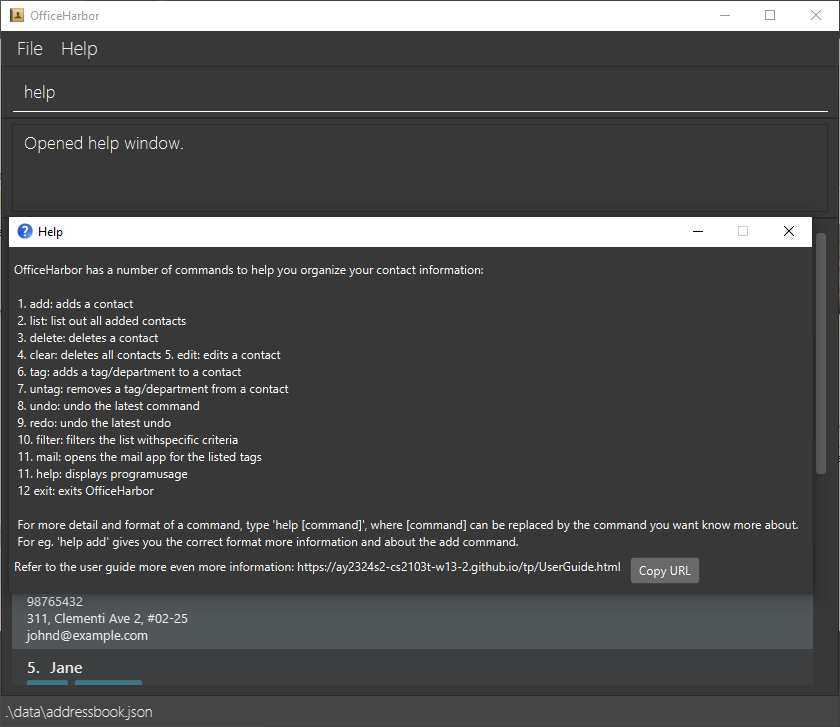 OfficeHarbor
File Help
help
Opened help window.
Help
OfficeHarbor has a number of commands to help you organize your contact information:
1. add: adds a contact
2. list: list out all added contacts
3. delete: deletes a contact
4. clear: deletes all contacts 5. edit: edits a contact
6. tag: adds a tag/department to a contact
7. untag: removes a tag/department from a contact
8. undo: undo the latest command
9. redo: undo the latest undo
10. filter: filters the list withspecific criteria
11. mail: opens the mail app for the listed tags
11. help: displays programusage
12 exit: exits OfficeHarbor
For more detail and format of a command, type 'help [command]', where [command] can be replaced by the command you want know more about.
For eg. 'help add' gives you the correct format more information and about the add command.
Refer to the user guide more even more information: https://ay2324s2-cs2103t-w13-2.github.io/tp/UserGuide.html Copy URL
98765432
311, Clementi Ave 2, #02-25
johnd@example.com
5. Jane
.\data\addressbook.json